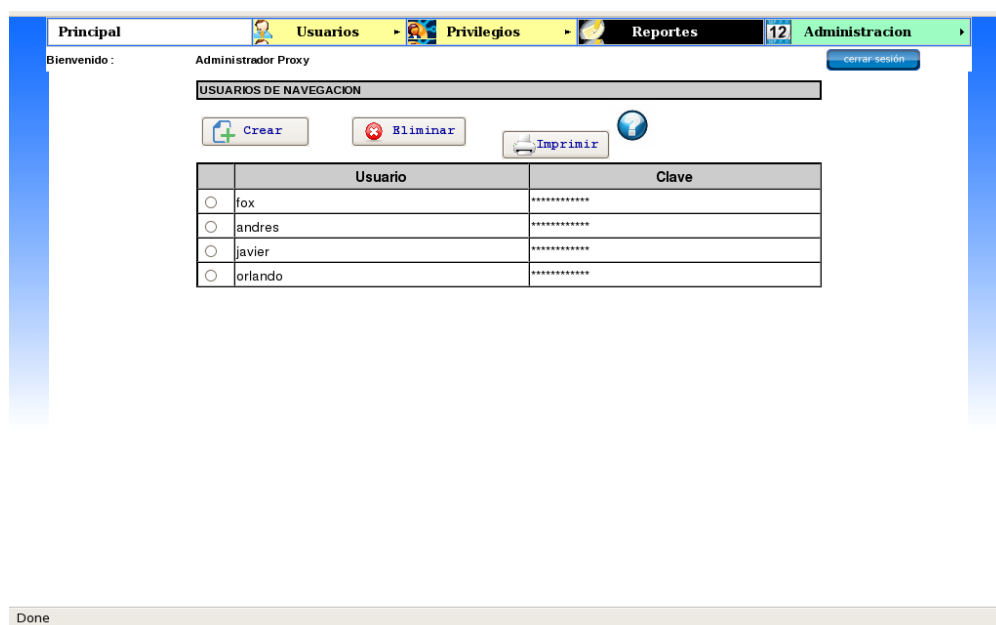 Principal Usuarios Privilegios Reportes 12 Administracion
Bienvenido : Administrador Proxy cerrar sesión
USUARIOS DE NAVEGACION
Crear Eliminar Imprimir ?
Usuario Clave
fox ************
andres ************
javier ************
orlando ************
Done